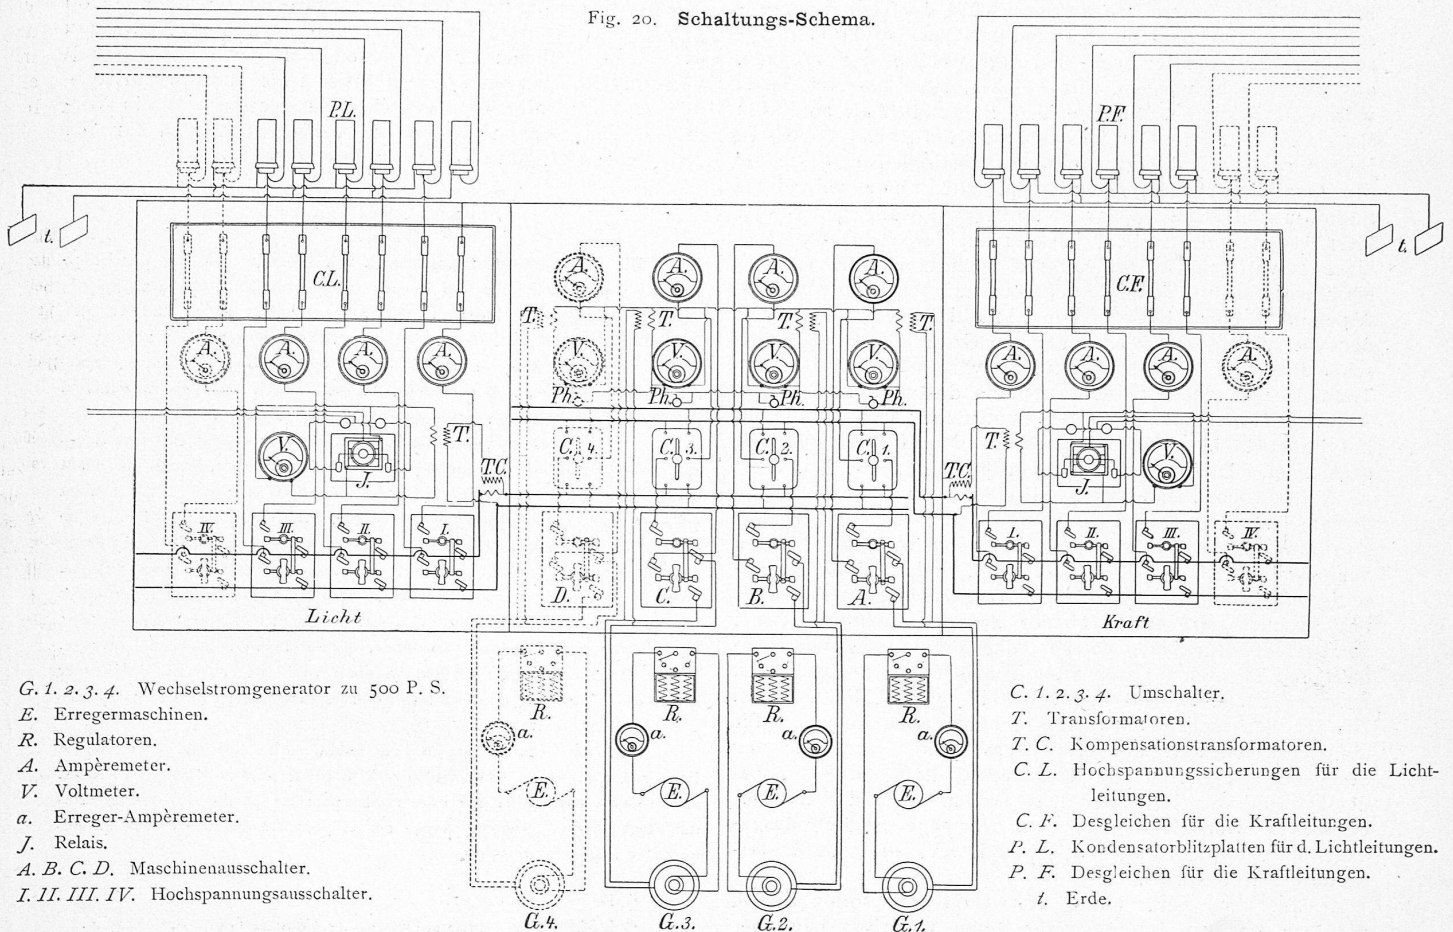 Fig. 20. Schaltungs-Schema.
P.L.
P.F.
t.
t.
C.L.
C.F.
A. A. A. A.
A. A. A. A.
A. A. A. A.
T. T. T. T.
V. V. V. V.
Ph. Ph. Ph. Ph.
C. 4. C. 3. C. 2. C. 1.
V. J. T. T.C.
T.C. T. J. V.
IV. III. II. I.
I. II. III. IV.
D. C. B. A.
Licht
Kraft
R. R. R. R.
a. a. a. a.
E. E. E. E.
G.4. G.3. G.2. G.1.
G. 1. 2. 3. 4. Wechselstromgenerator zu 500 P. S.
E. Erregermaschinen.
R. Regulatoren.
A. Ampèremeter.
V. Voltmeter.
a. Erreger-Ampèremeter.
J. Relais.
A. B. C. D. Maschinenausschalter.
I. II. III. IV. Hochspannungsausschalter.
C. 1. 2. 3. 4. Umschalter.
T. Transformatoren.
T. C. Kompensationstransformatoren.
C. L. Hochspannungssicherungen für die Licht-
leitungen.
C. F. Desgleichen für die Kraftleitungen.
P. L. Kondensatorblitzplatten für d. Lichtleitungen.
P. F. Desgleichen für die Kraftleitungen.
t. Erde.